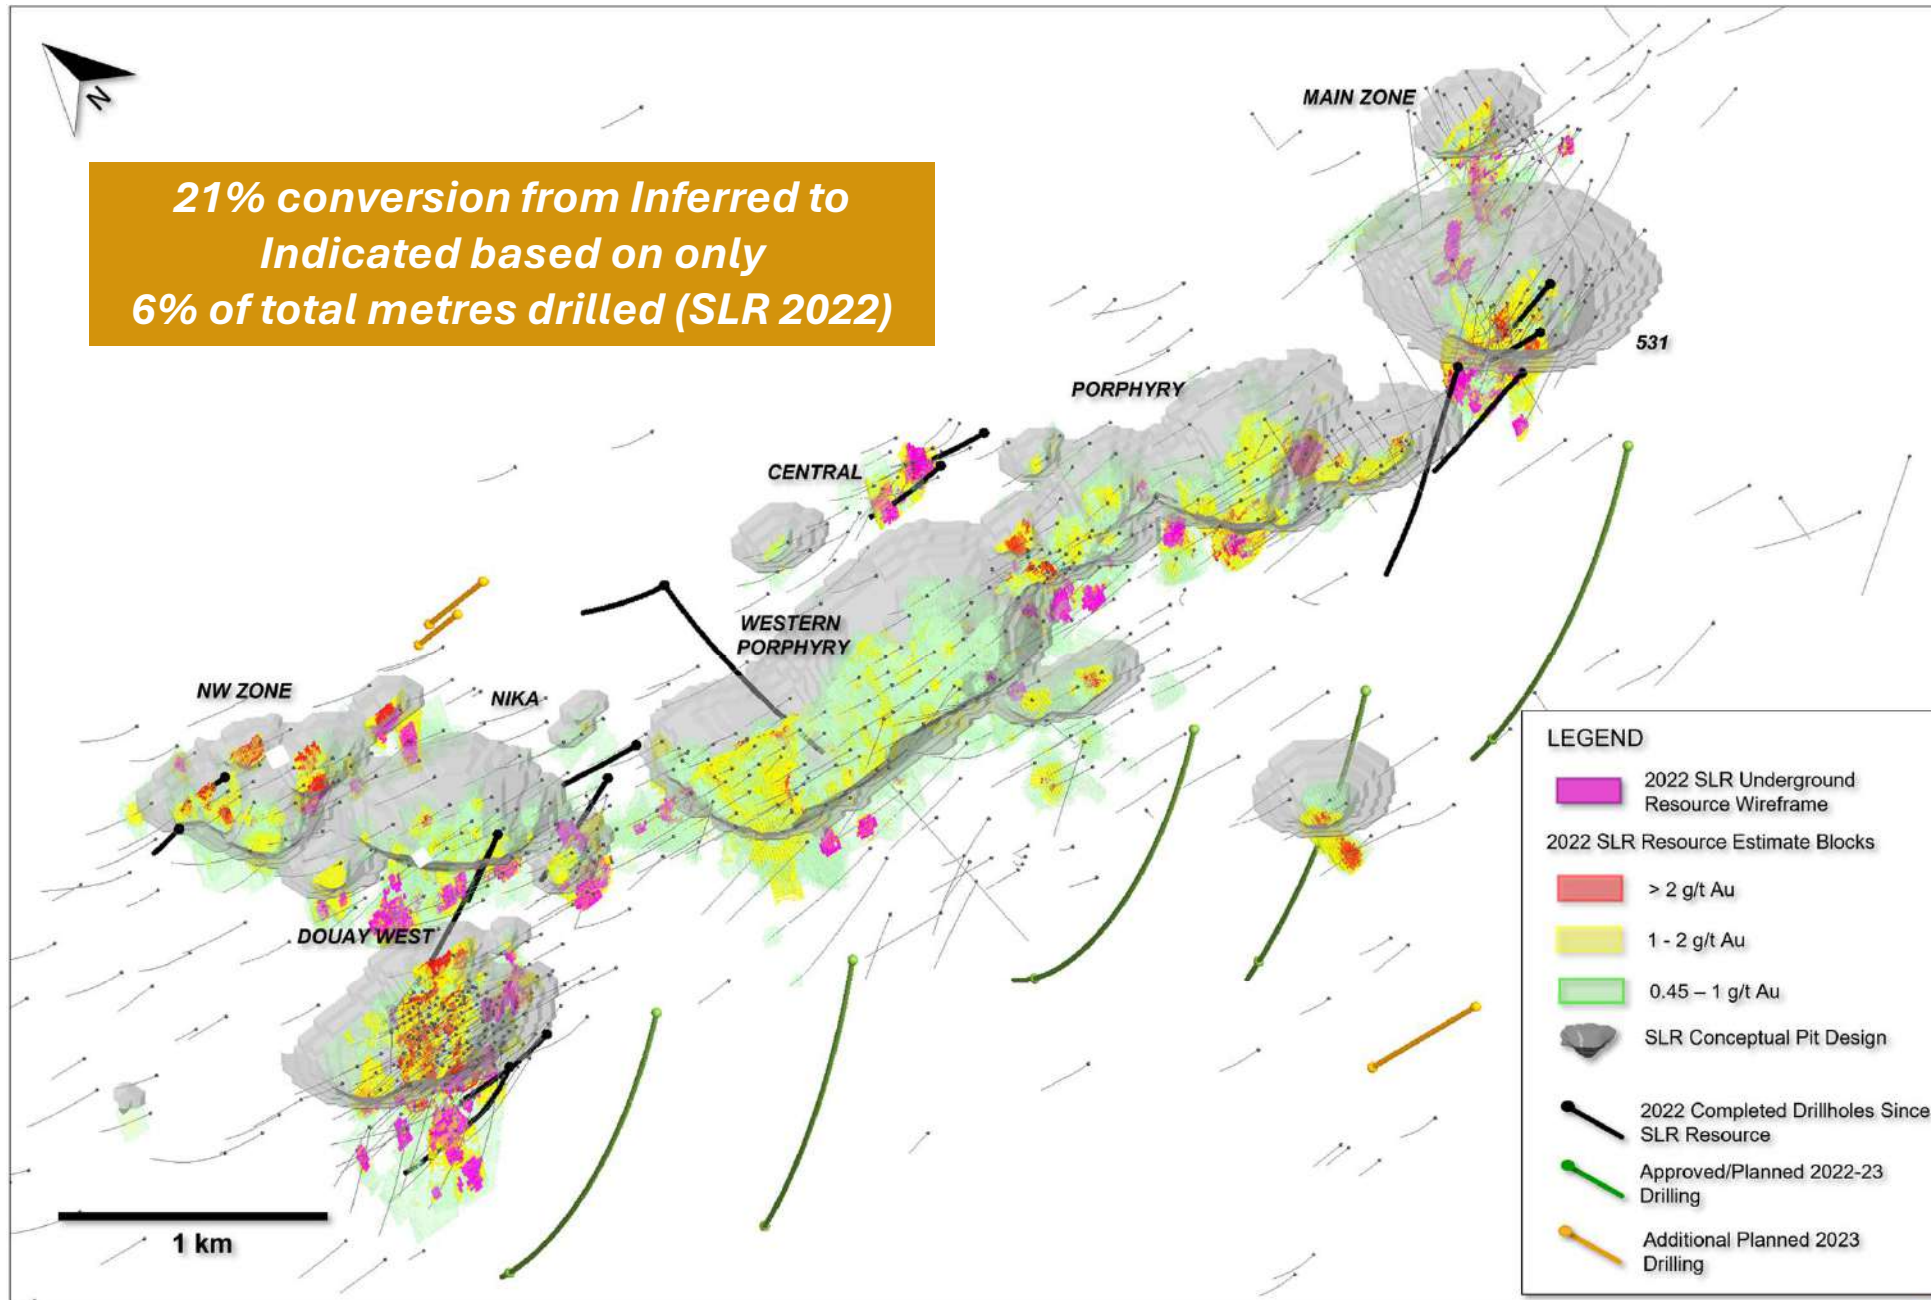 N
21% conversion from Inferred to
Indicated based on only
6% of total metres drilled (SLR 2022)
MAIN ZONE
531
PORPHYRY
CENTRAL
WESTERN
PORPHYRY
NW ZONE
NIKA
DOUAY WEST
1 km
LEGEND
2022 SLR Underground
Resource Wireframe
2022 SLR Resource Estimate Blocks
> 2 g/t Au
1 - 2 g/t Au
0.45 – 1 g/t Au
SLR Conceptual Pit Design
2022 Completed Drillholes Since
SLR Resource
Approved/Planned 2022-23
Drilling
Additional Planned 2023
Drilling